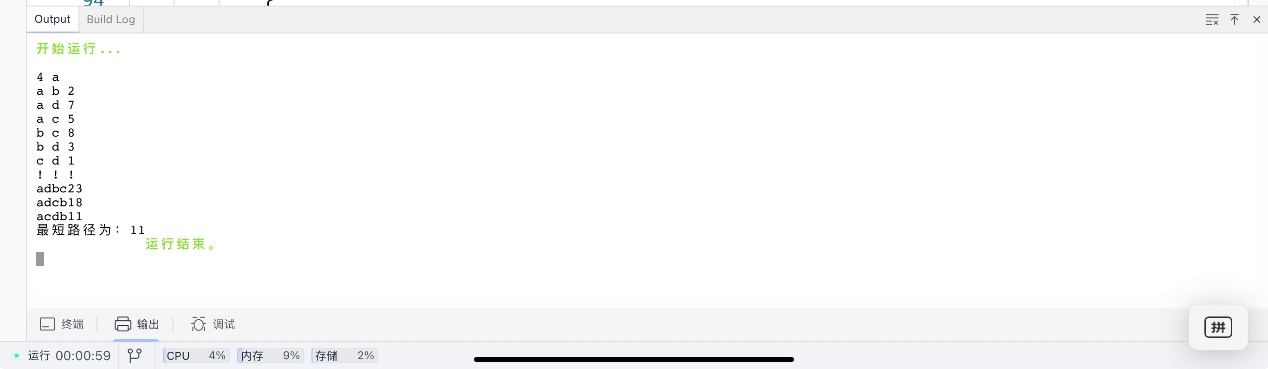 94 {
Output Build Log
开始运行...
4 a
a b 2
a d 7
a c 5
b c 8
b d 3
c d 1
! ! !
adbc23
adcb18
acdb11
最短路径为: 11
运行结束。
终端 输出 调试
拼
运行 00:00:59 CPU 4% 内存 9% 存储 2%